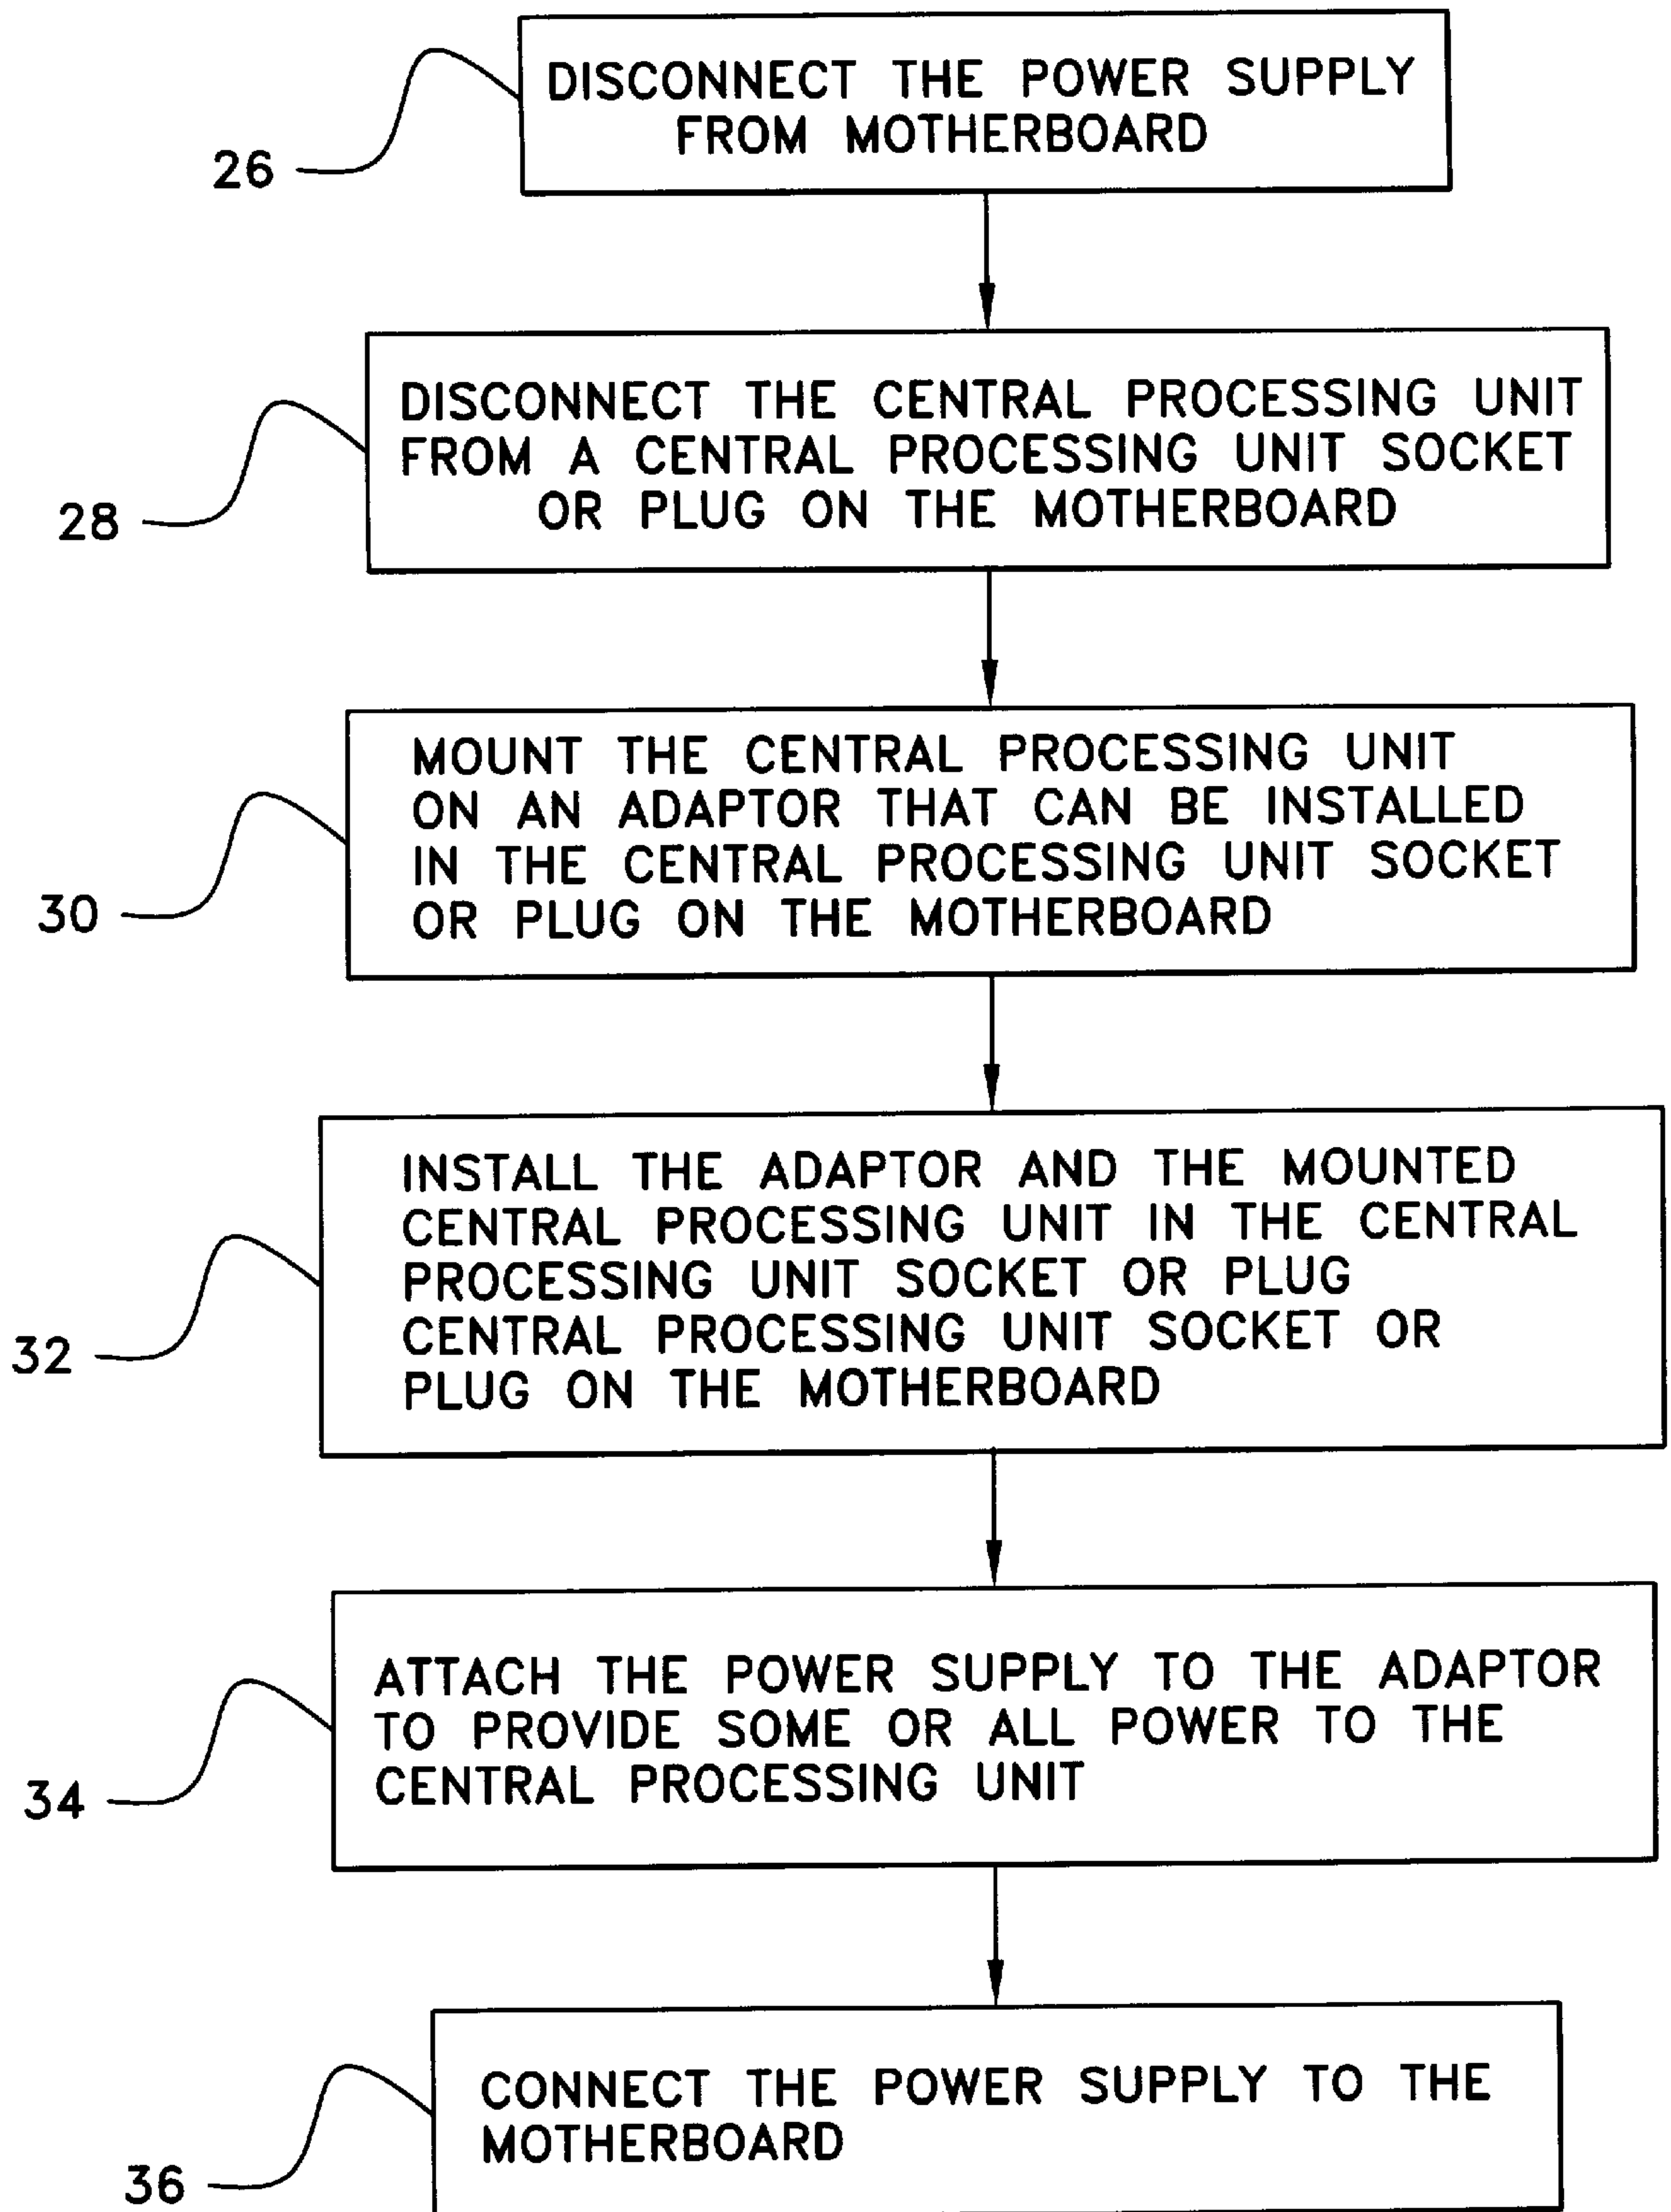 DISCONNECT THE POWER SUPPLY
FROM MOTHERBOARD
26
DISCONNECT THE CENTRAL PROCESSING UNIT
FROM A CENTRAL PROCESSING UNIT SOCKET
OR PLUG ON THE MOTHERBOARD
28
MOUNT THE CENTRAL PROCESSING UNIT
ON AN ADAPTOR THAT CAN BE INSTALLED
IN THE CENTRAL PROCESSING UNIT SOCKET
OR PLUG ON THE MOTHERBOARD
30
INSTALL THE ADAPTOR AND THE MOUNTED
CENTRAL PROCESSING UNIT IN THE CENTRAL
PROCESSING UNIT SOCKET OR PLUG
CENTRAL PROCESSING UNIT SOCKET OR
PLUG ON THE MOTHERBOARD
32
ATTACH THE POWER SUPPLY TO THE ADAPTOR
TO PROVIDE SOME OR ALL POWER TO THE
CENTRAL PROCESSING UNIT
34
CONNECT THE POWER SUPPLY TO THE
MOTHERBOARD
36